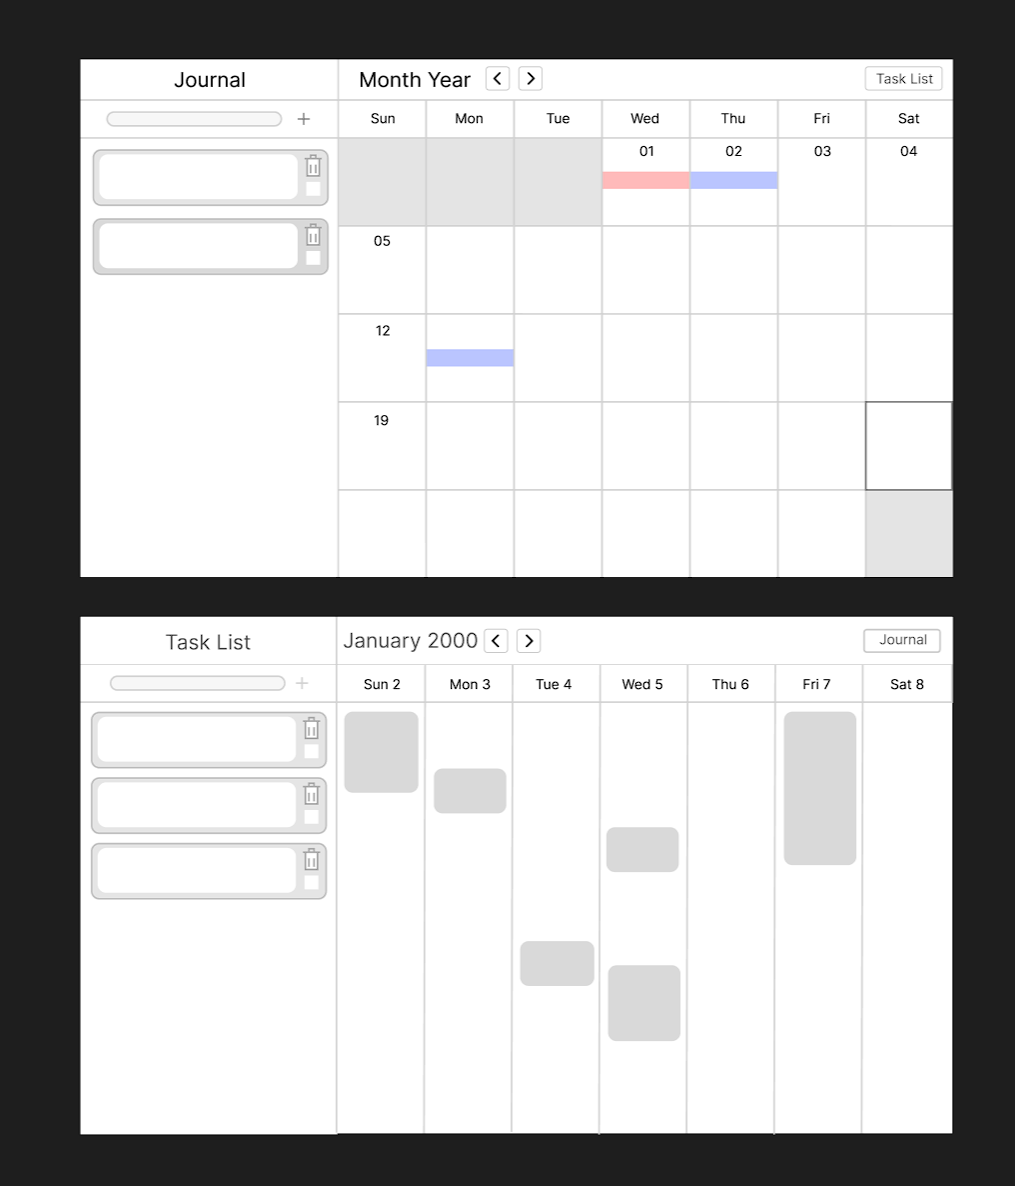 Journal
Month Year < >
Task List
+
Sun Mon Tue Wed Thu Fri Sat
01 02 03 04
05
12
19
Task List
January 2000 < >
Journal
+
Sun 2 Mon 3 Tue 4 Wed 5 Thu 6 Fri 7 Sat 8